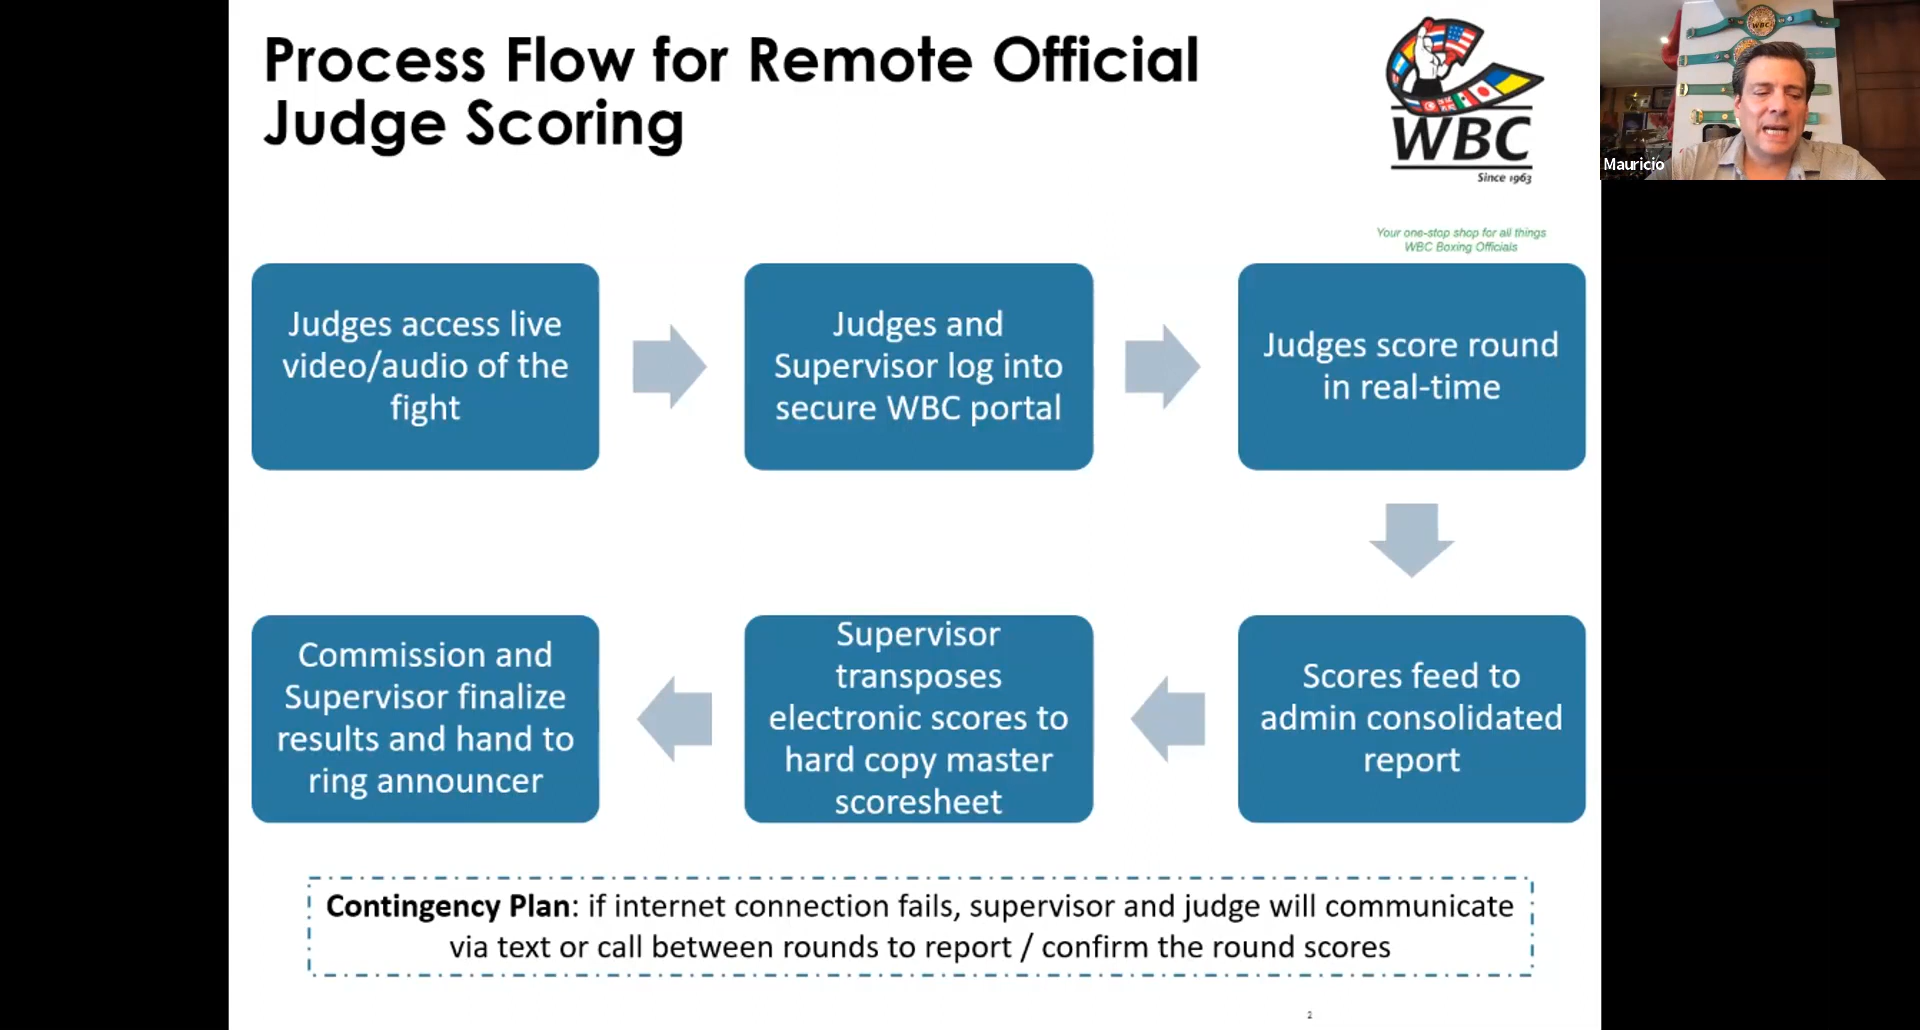 Process Flow for Remote Official
Judge Scoring
WBC
Since 1963
Your one-stop shop for all things
WBC Boxing Officials
Mauricio
Judges access live
video/audio of the
fight
Judges and
Supervisor log into
secure WBC portal
Judges score round
in real-time
Scores feed to
admin consolidated
report
Supervisor
transposes
electronic scores to
hard copy master
scoresheet
Commission and
Supervisor finalize
results and hand to
ring announcer
Contingency Plan: if internet connection fails, supervisor and judge will communicate
via text or call between rounds to report / confirm the round scores
2